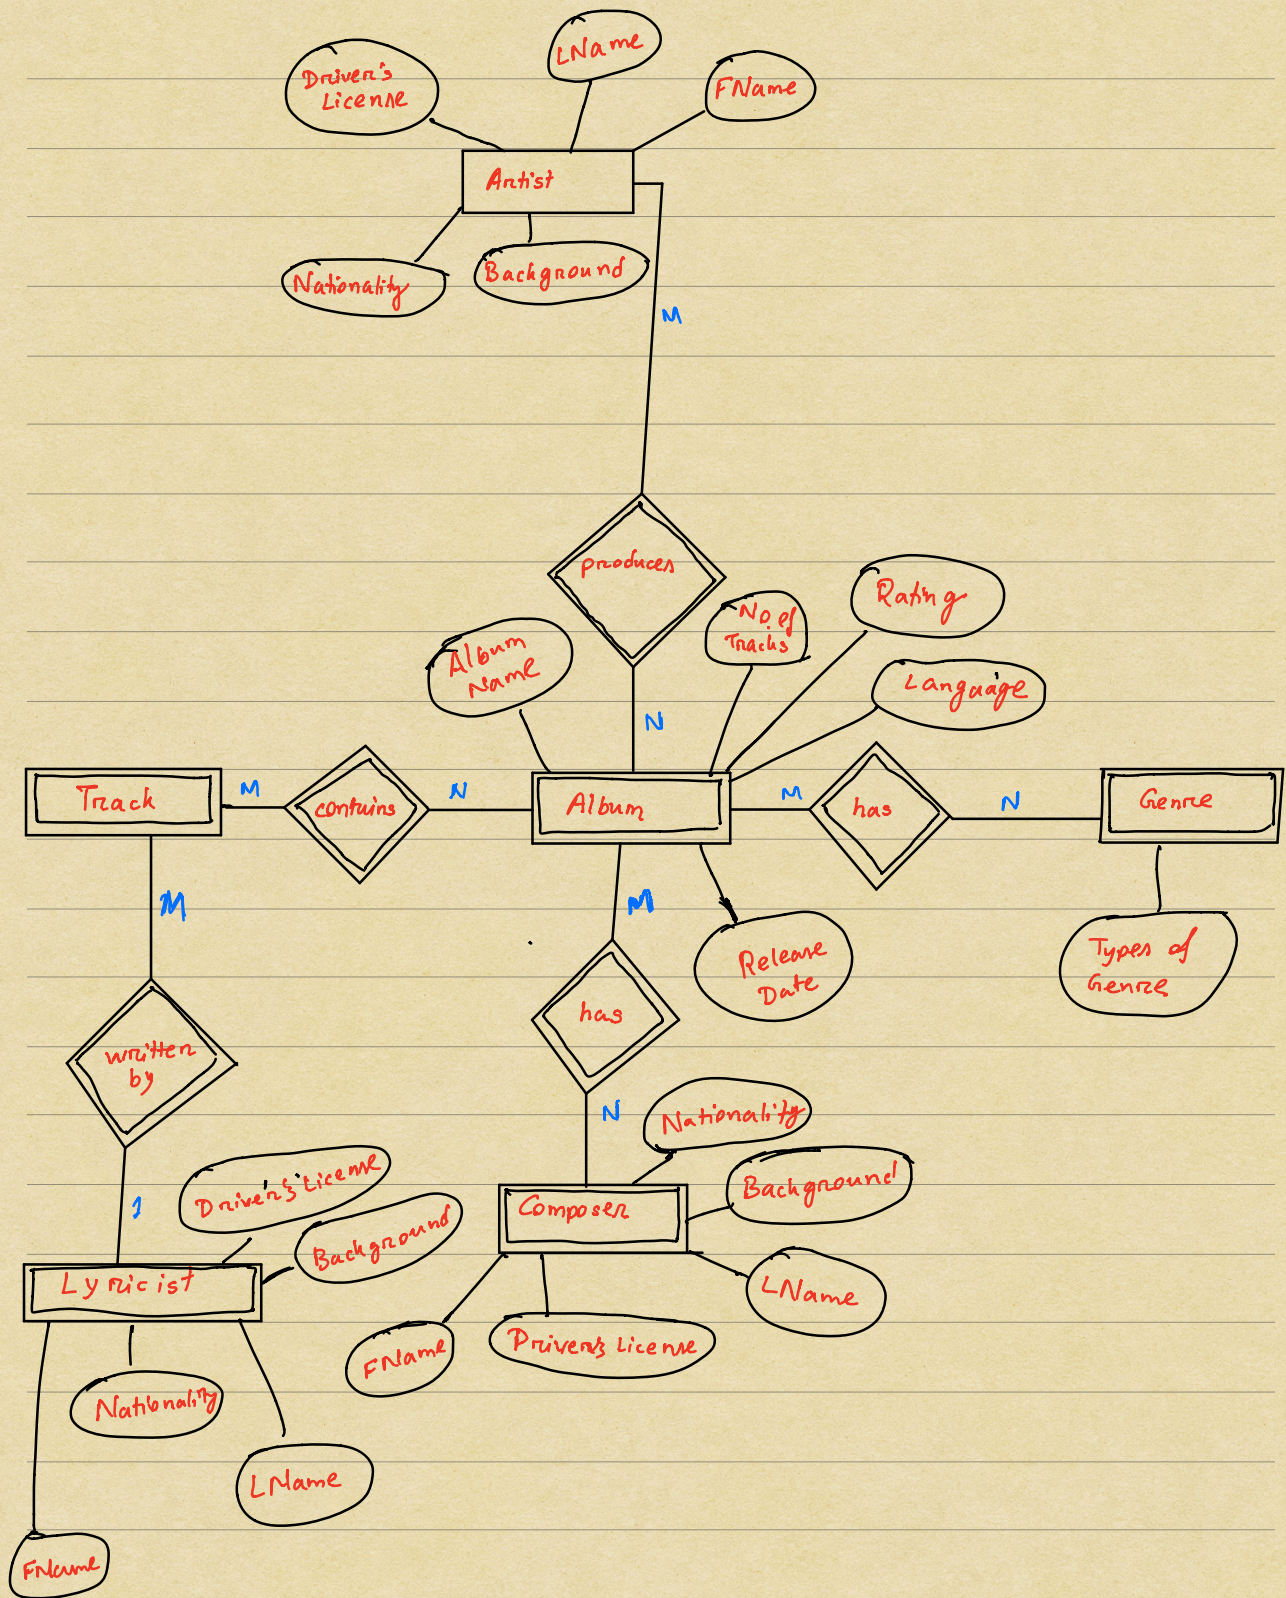 LName
Driver's
License
FName
Artist
Nationality
Background
M
produces
Rating
No. of
Tracks
Album
Name
Language
N
Track
M
contains
N
Album
M
has
N
Genre
M
M
Release
Date
Types of
Genre
has
written
by
N
Nationality
Driver's License
Background
1
Composer
Background
Lyricist
LName
FName
Driver's License
Nationality
LName
FName